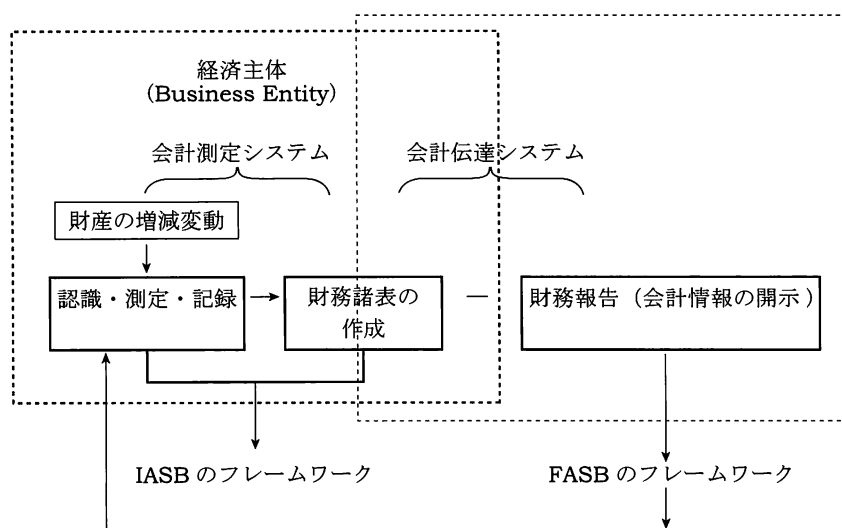 経済主体
(Business Entity)
会計測定システム
会計伝達システム
財産の増減変動
認識・測定・記録
財務諸表の
作成
財務報告（会計情報の開示）
IASB のフレームワーク
FASB のフレームワーク